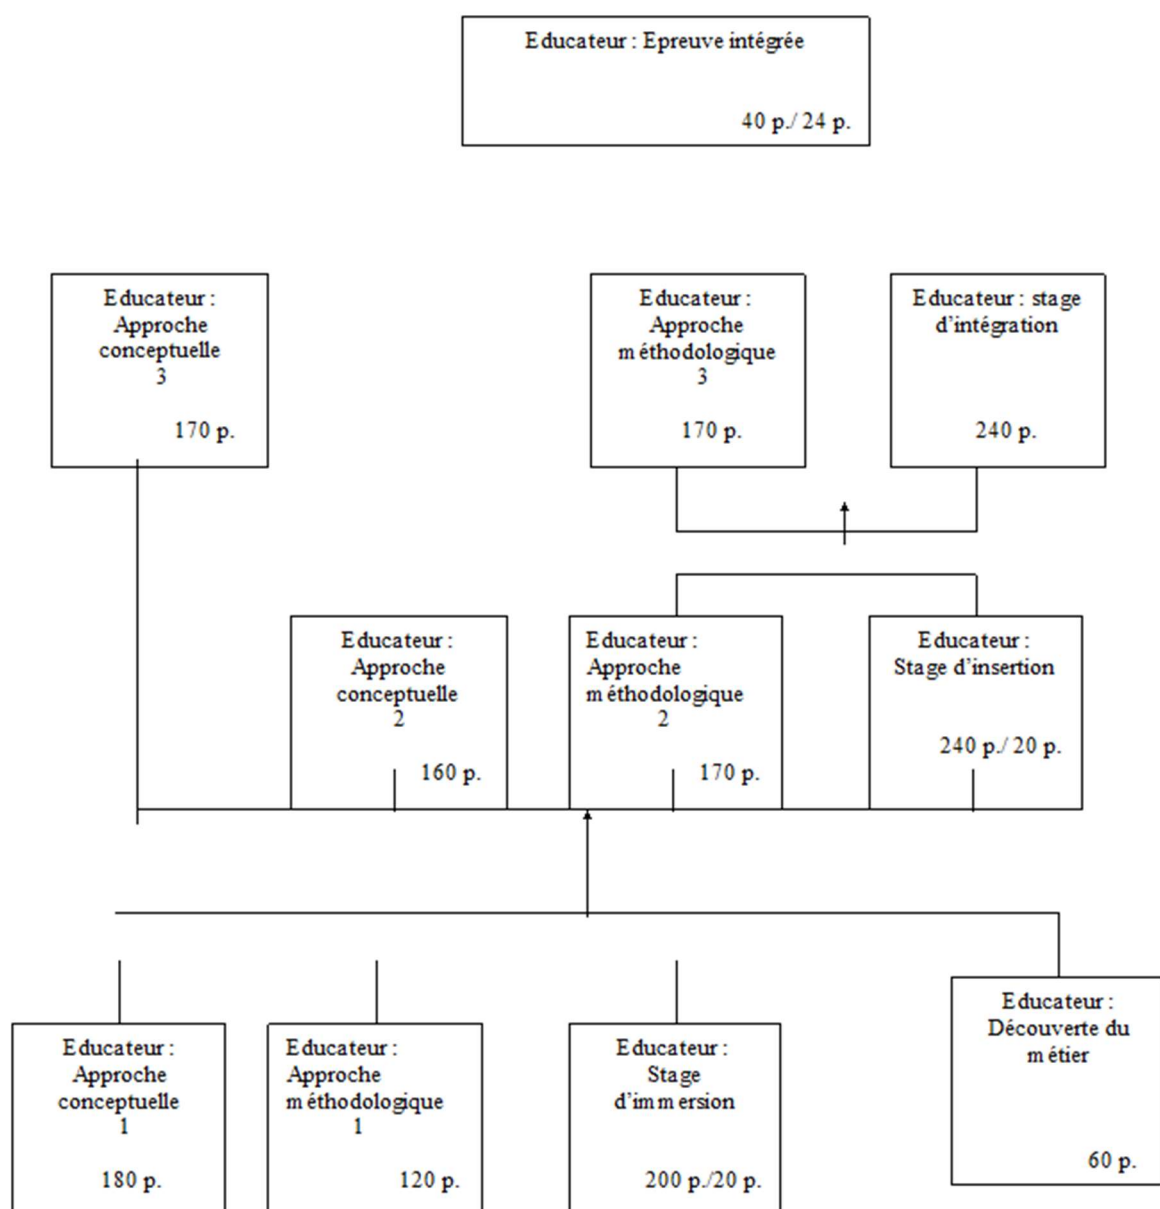 Educateur : Epreuve intégrée
40 p./ 24 p.
Educateur :
Approche
conceptuelle
3
170 p.
Educateur :
Approche
méthodologique
3
170 p.
Educateur : stage
d'intégration
240 p.
Educateur :
Approche
conceptuelle
2
160 p.
Educateur :
Approche
méthodologique
2
170 p.
Educateur :
Stage d'insertion
240 p./ 20 p.
Educateur :
Approche
conceptuelle
1
180 p.
Educateur :
Approche
méthodologique
1
120 p.
Educateur :
Stage
d'immersion
200 p./20 p.
Educateur :
Découverte du
métier
60 p.